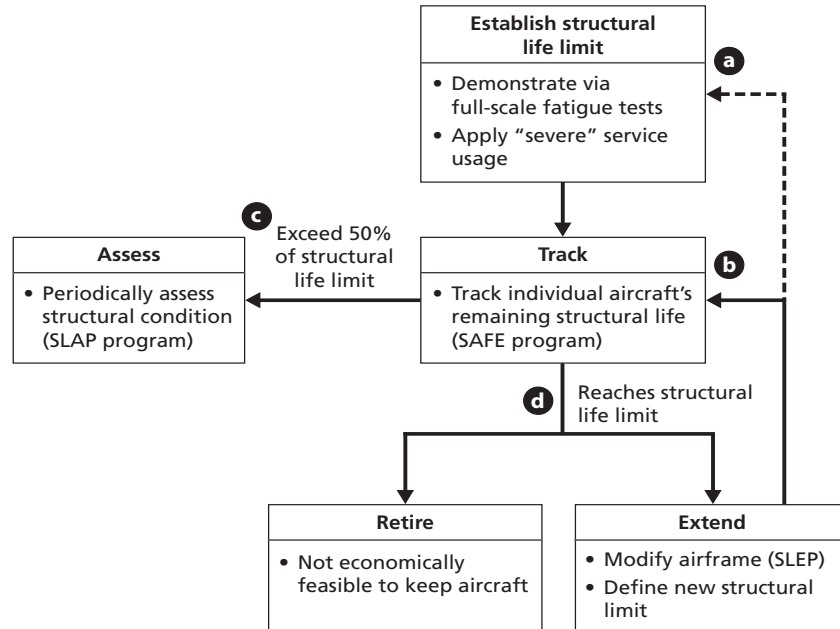 Establish structural
life limit
• Demonstrate via
full-scale fatigue tests
• Apply “severe” service
usage
a
c
Exceed 50%
of structural
life limit
Assess
• Periodically assess
structural condition
(SLAP program)
b
Track
• Track individual aircraft’s
remaining structural life
(SAFE program)
d
Reaches structural
life limit
Retire
• Not economically
feasible to keep aircraft
Extend
• Modify airframe (SLEP)
• Define new structural
limit